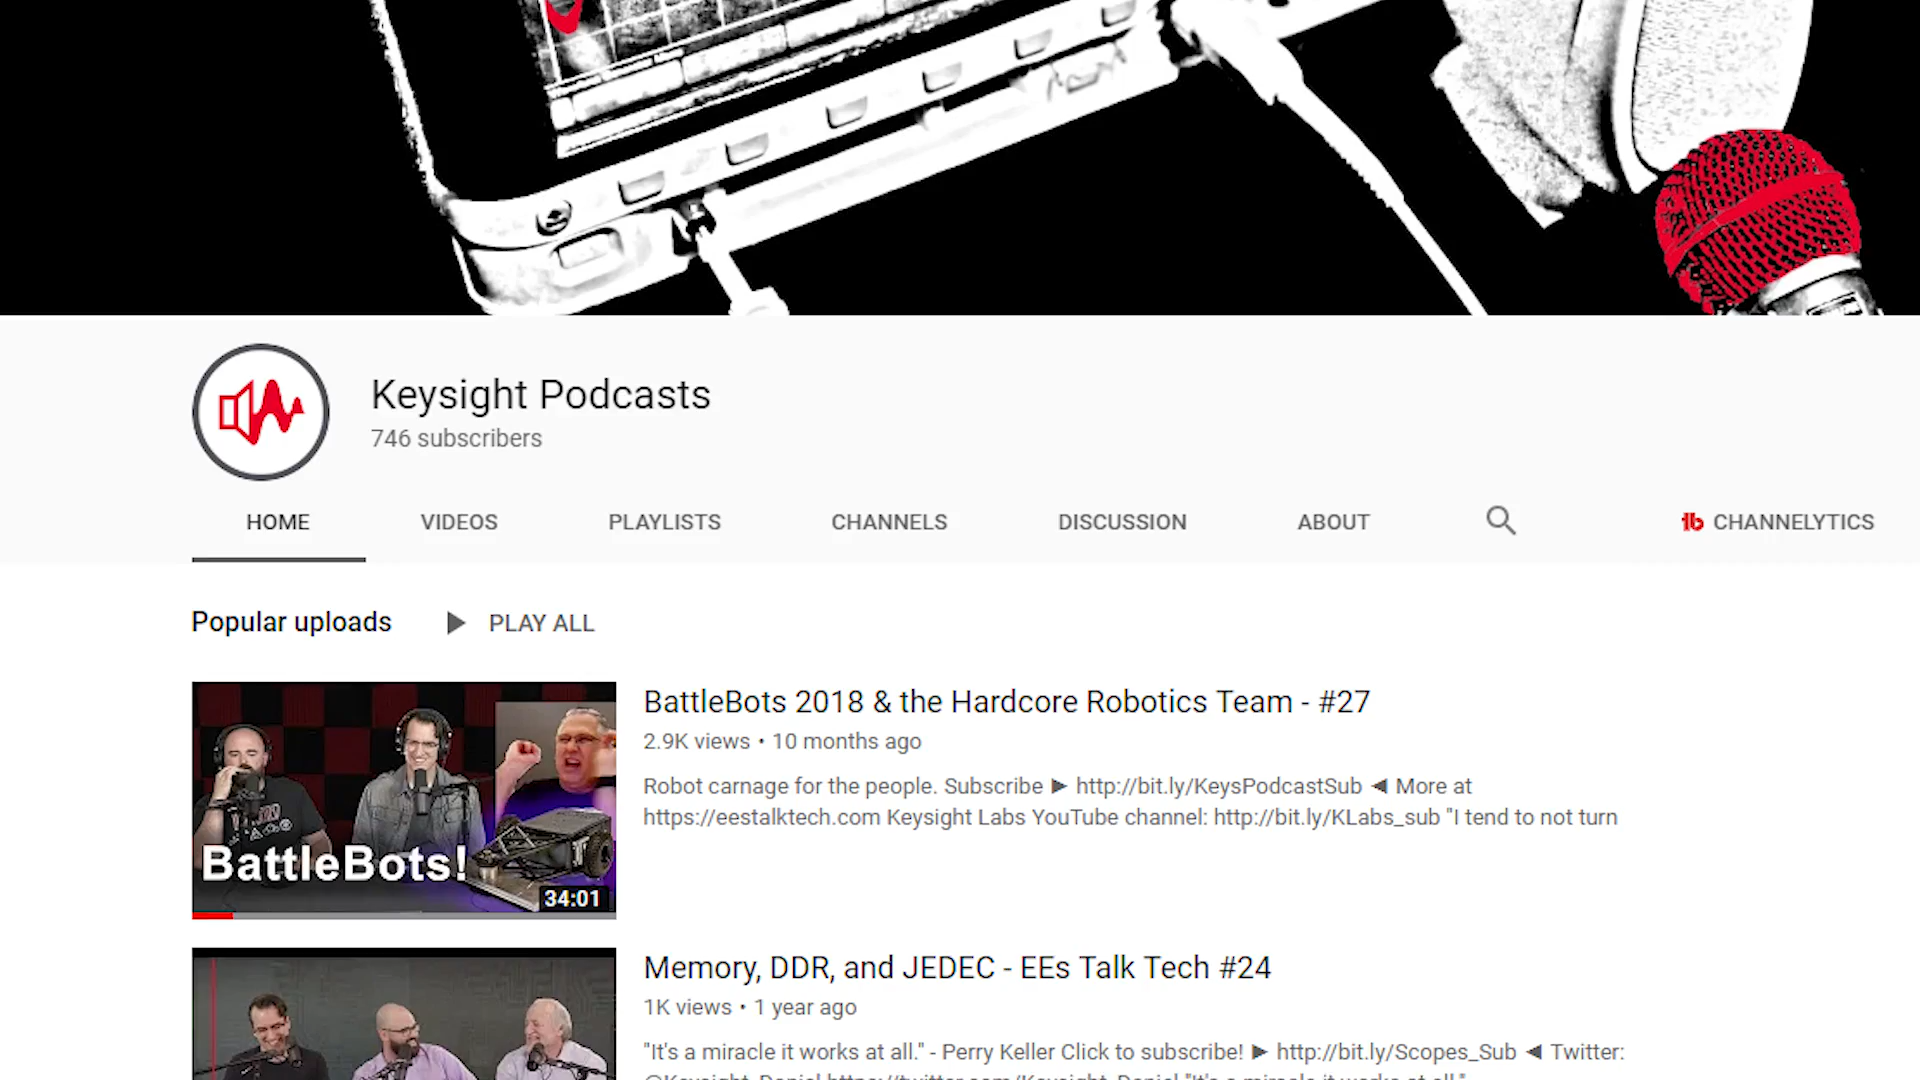 Keysight Podcasts
746 subscribers
HOME VIDEOS PLAYLISTS CHANNELS DISCUSSION ABOUT CHANNELYTICS
Popular uploads PLAY ALL
BattleBots 2018 & the Hardcore Robotics Team - #27
2.9K views • 10 months ago
Robot carnage for the people. Subscribe ► http://bit.ly/KeysPodcastSub ◄ More at
https://eestalktech.com Keysight Labs YouTube channel: http://bit.ly/KLabs_sub "I tend to not turn
BattleBots!
34:01
Memory, DDR, and JEDEC - EEs Talk Tech #24
1K views • 1 year ago
"It's a miracle it works at all." - Perry Keller Click to subscribe! ► http://bit.ly/Scopes_Sub ◄ Twitter: